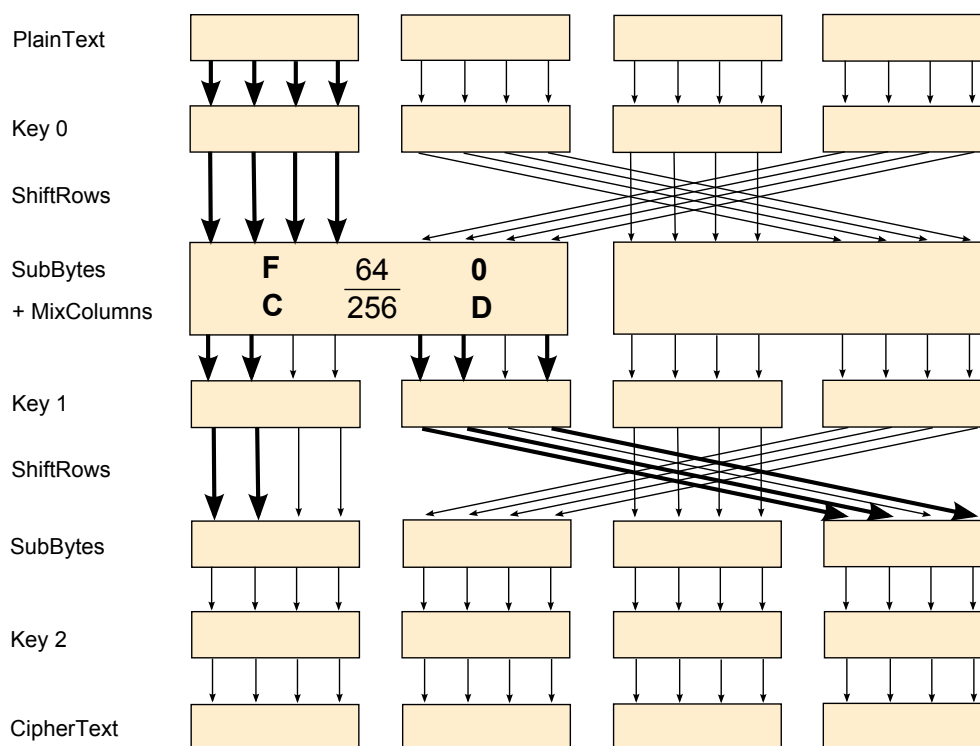 PlainText
Key 0
ShiftRows
SubBytes
+ MixColumns
F 64 0
C 256 D
Key 1
ShiftRows
SubBytes
Key 2
CipherText